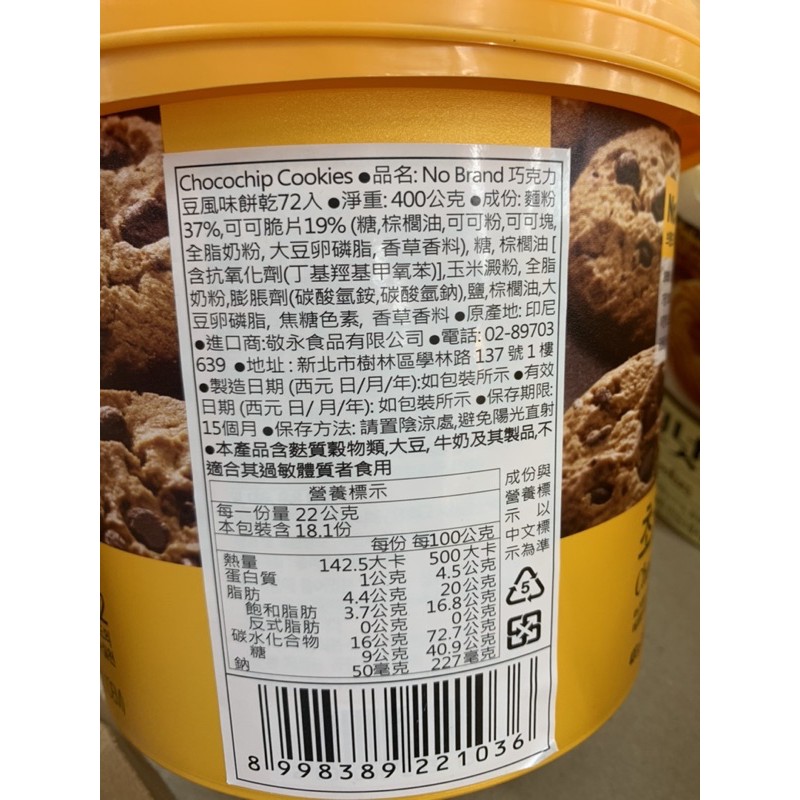 Chocochip Cookies ●品名: No Brand 巧克力
豆風味餅乾72入 ●淨重: 400公克 ●成份: 麵粉
37%,可可脆片19% (糖,棕櫚油,可可粉,可可塊,
全脂奶粉, 大豆卵磷脂, 香草香料), 糖, 棕櫚油 [
含抗氧化劑(丁基羥基甲氧苯)],玉米澱粉, 全脂
奶粉,膨脹劑(碳酸氫銨,碳酸氫鈉),鹽,棕櫚油,大
豆卵磷脂, 焦糖色素, 香草香料 ●原產地: 印尼
●進口商:敬永食品有限公司 ●電話: 02-89703
639 ●地址: 新北市樹林區學林路 137 號 1 樓
●製造日期 (西元 日/月/年):如包裝所示 ●有效
日期 (西元 日/ 月/年): 如包裝所示 ●保存期限:
15個月 ●保存方法: 請置陰涼處,避免陽光直射
●本產品含麩質穀物類,大豆, 牛奶及其製品,不
適合其過敏體質者食用
營養標示
每一份量 22公克
本包裝含 18.1份
每份 每100公克
熱量 142.5大卡 500大卡
蛋白質 1公克 4.5公克
脂肪 4.4公克 20公克
飽和脂肪 3.7公克 16.8公克
反式脂肪 0公克 0公克
碳水化合物 16公克 72.7公克
糖 9公克 40.9公克
鈉 50毫克 227毫克
成份與
營養標
示 以
中文標
示為準
5
8 998389 221036